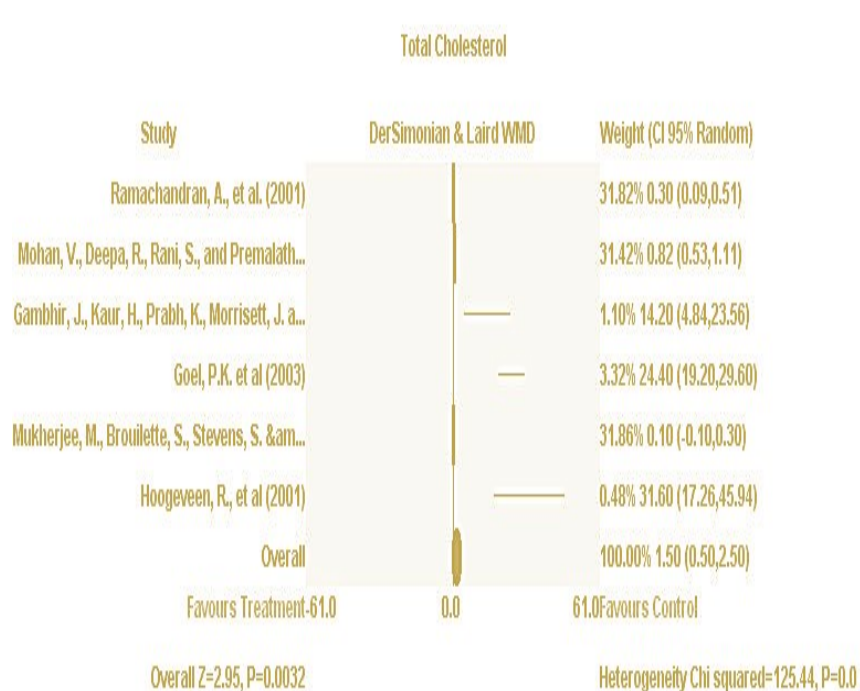 Total Cholesterol
Study DerSimonian & Laird WMD Weight (CI 95% Random)
Ramachandran, A., et al. (2001) 31.82% 0.30 (0.09,0.51)
Mohan, V., Deepa, R., Rani, S., and Premalath... 31.42% 0.82 (0.53,1.11)
Gambhir, J., Kaur, H., Prabh, K., Morrisett, J. a... 1.10% 14.20 (4.84,23.56)
Goel, P.K. et al (2003) 3.32% 24.40 (19.20,29.60)
Mukherjee, M., Brouilette, S., Stevens, S. &am... 31.86% 0.10 (-0.10,0.30)
Hoogeveen, R., et al (2001) 0.48% 31.60 (17.26,45.94)
Overall 100.00% 1.50 (0.50,2.50)
Favours Treatment -61.0 0.0 61.0 Favours Control
Overall Z=2.95, P=0.0032 Heterogeneity Chi squared=125.44, P=0.0